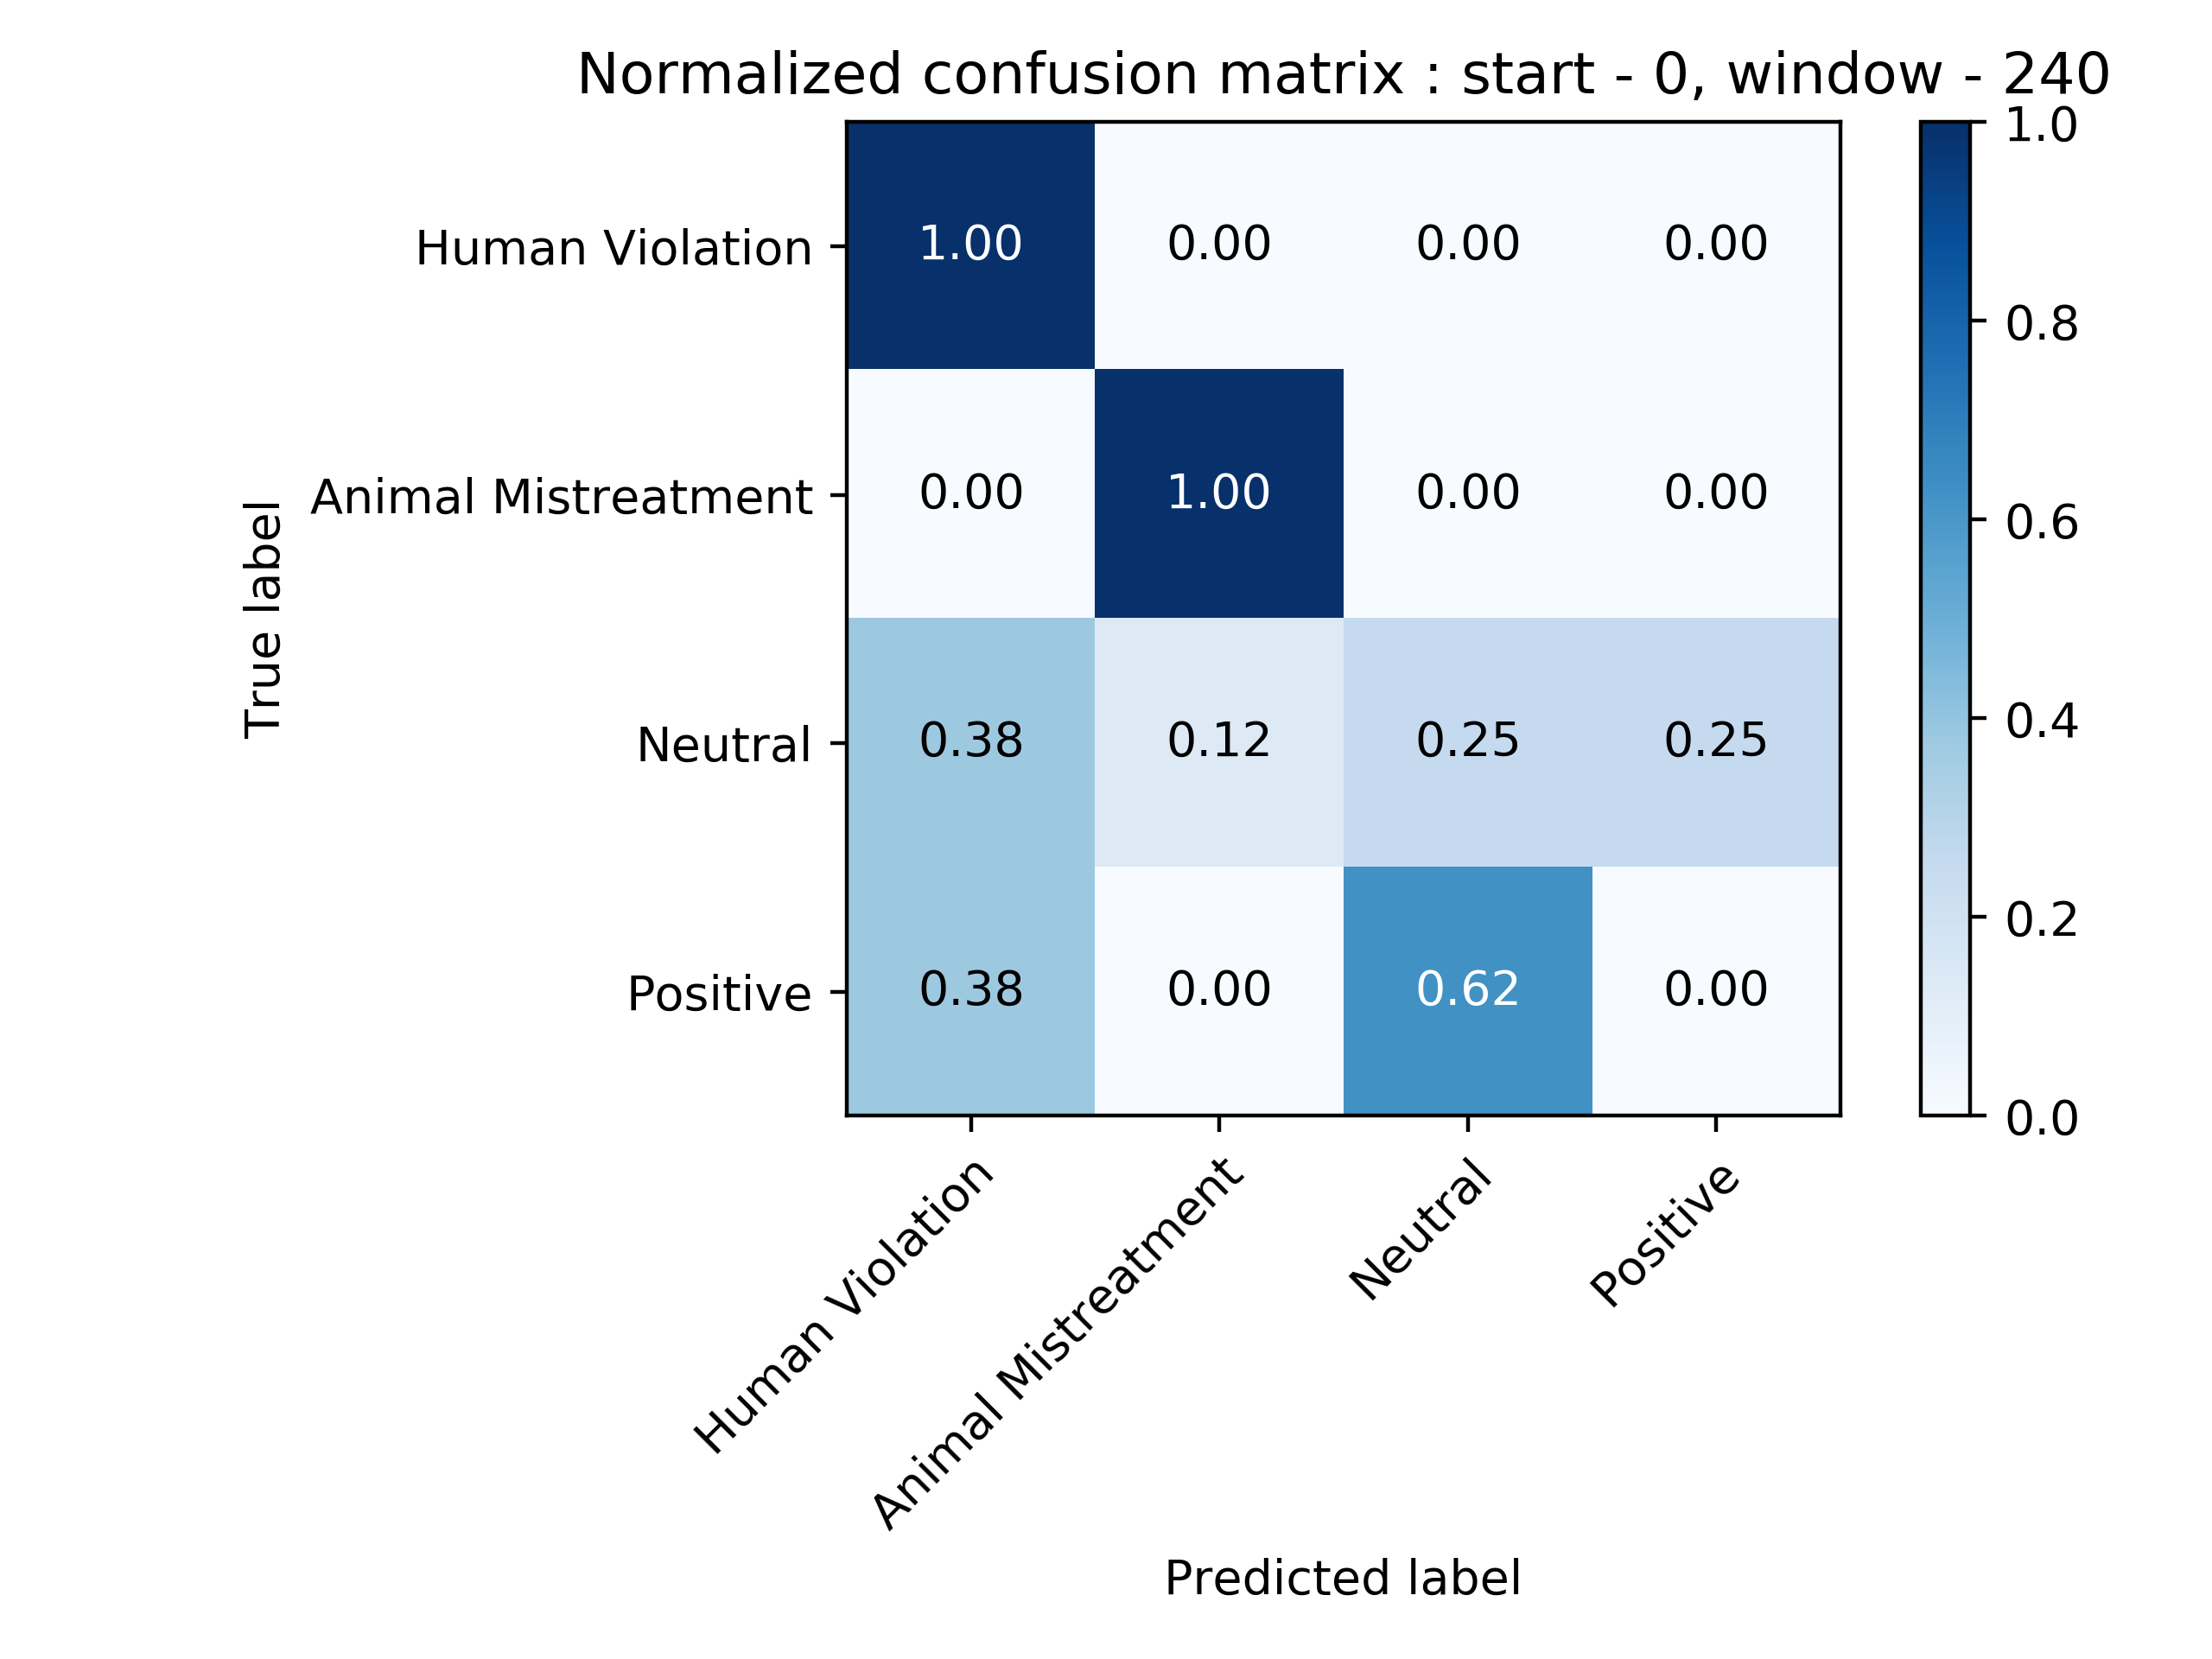 Normalized confusion matrix : start - 0, window - 240
True label
Human Violation
1.00 0.00 0.00 0.00
Animal Mistreatment
0.00 1.00 0.00 0.00
Neutral
0.38 0.12 0.25 0.25
Positive
0.38 0.00 0.62 0.00
Human Violation
Animal Mistreatment
Neutral
Positive
Predicted label
1.0
0.8
0.6
0.4
0.2
0.0